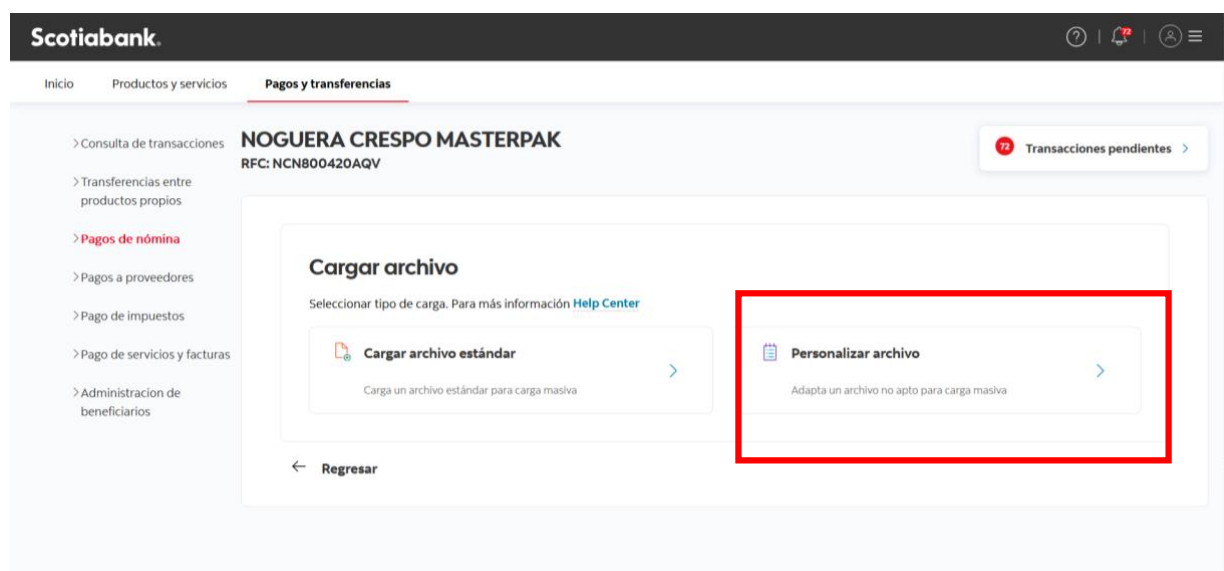 Scotiabank.
72
Inicio Productos y servicios Pagos y transferencias
Consulta de transacciones
Transferencias entre
productos propios
Pagos de nómina
Pagos a proveedores
Pago de impuestos
Pago de servicios y facturas
Administracion de
beneficiarios
NOGUERA CRESPO MASTERPAK
RFC: NCN800420AQV
72 Transacciones pendientes
Cargar archivo
Seleccionar tipo de carga. Para más información Help Center
Cargar archivo estándar
Carga un archivo estándar para carga masiva
Personalizar archivo
Adapta un archivo no apto para carga masiva
Regresar